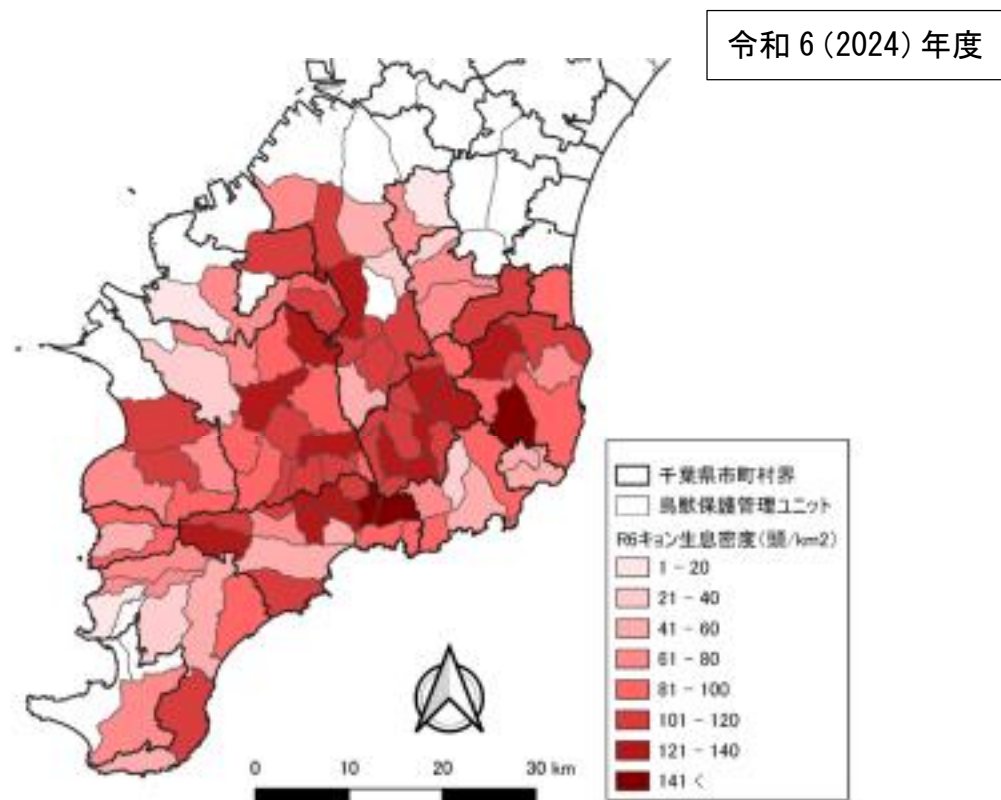 令和６(2024)年度
千葉県市町村界
鳥獣保護管理ユニット
R6キョン生息密度(頭/km2)
1 - 20
21 - 40
41 - 60
61 - 80
81 - 100
101 - 120
121 - 140
141 <
0 10 20 30 km